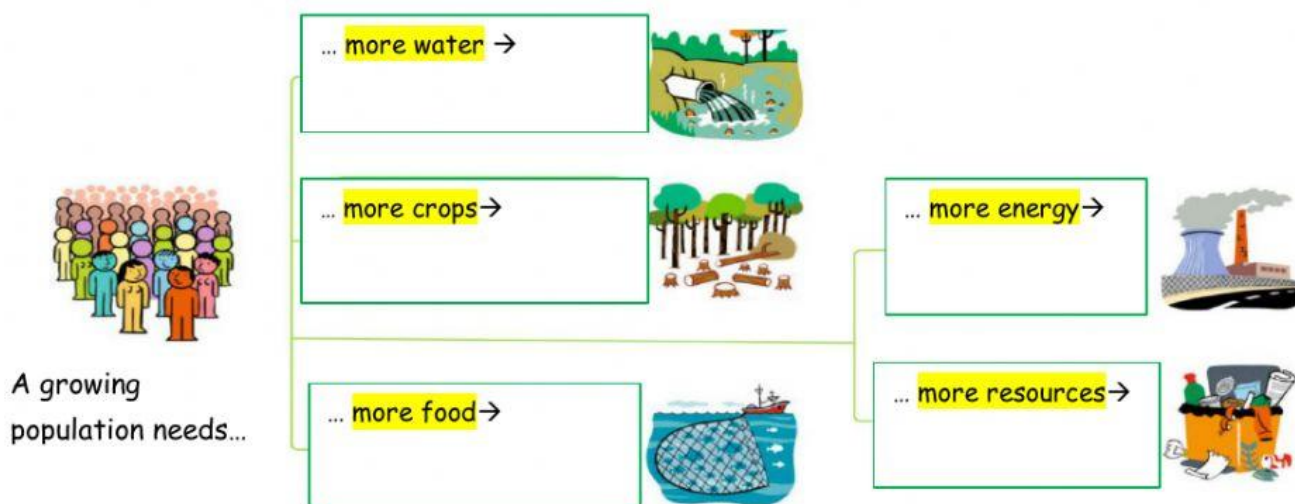 ... more water →
... more crops→
... more energy→
A growing
population needs...
... more food→
... more resources→